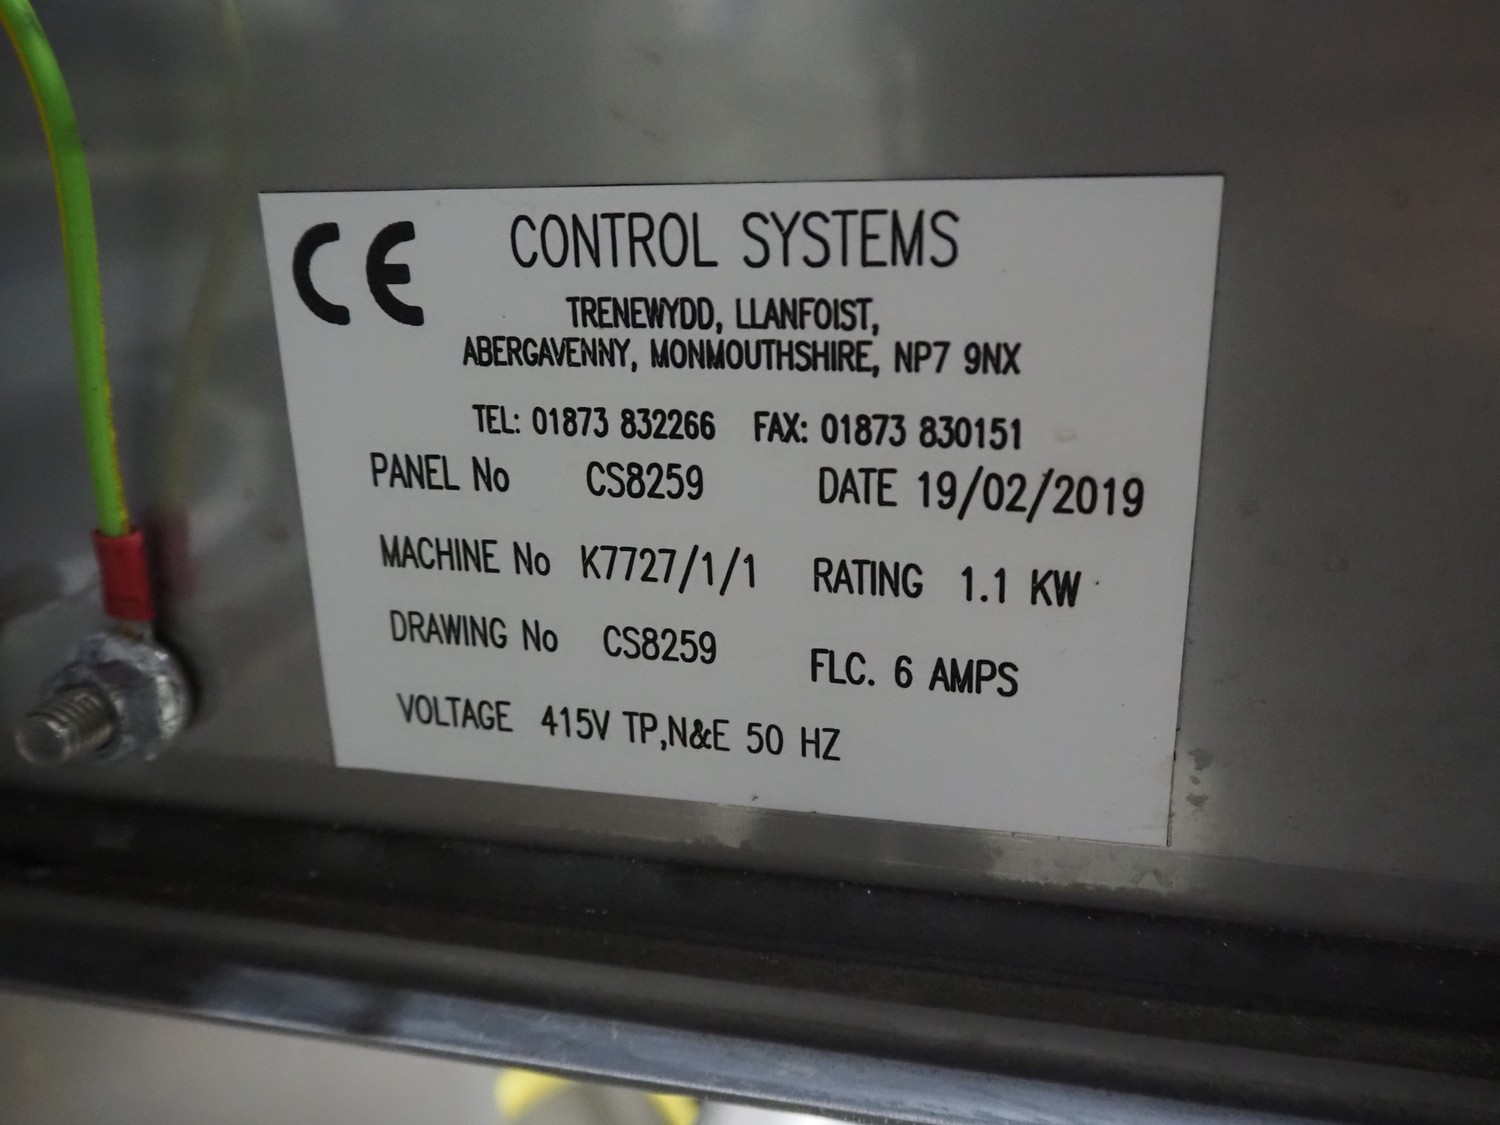 CE CONTROL SYSTEMS
TRENEWYDD, LLANFOIST,
ABERGAVENNY, MONMOUTHSHIRE, NP7 9NX
TEL: 01873 832266 FAX: 01873 830151
PANEL No CS8259 DATE 19/02/2019
MACHINE No K7727/1/1 RATING 1.1 KW
DRAWING No CS8259 FLC. 6 AMPS
VOLTAGE 415V TP,N&E 50 HZ